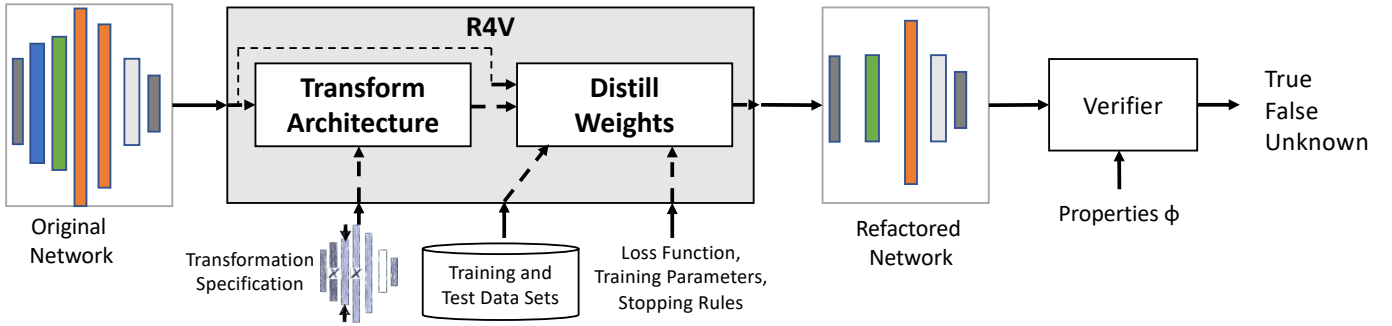 R4V
Transform
Architecture
Distill
Weights
Verifier
True
False
Unknown
Original
Network
Transformation
Specification
Training and
Test Data Sets
Loss Function,
Training Parameters,
Stopping Rules
Refactored
Network
Properties ϕ